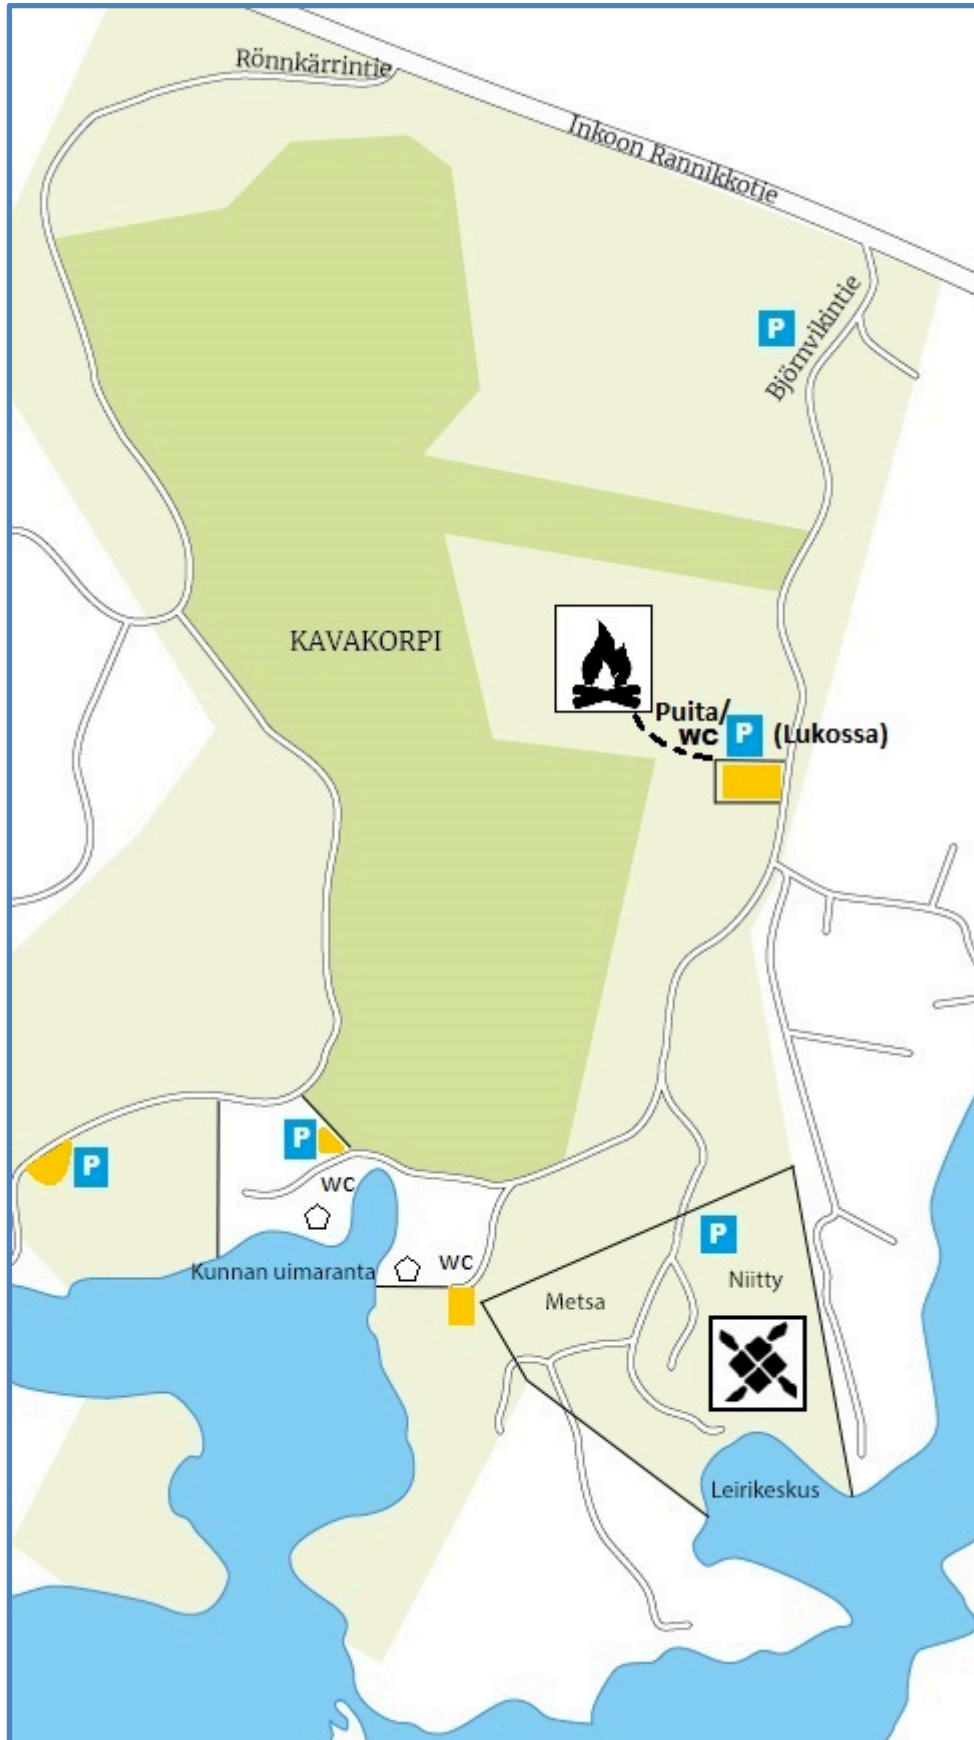 Rönnkärrintie
Inkoon Rannikkotie
P
Björnvikintie
KAVAKORPI
Puita/
WC P (Lukossa)
P
P
wc
P
Kunnan uimaranta
wc
Niitty
Metsa
Leirikeskus